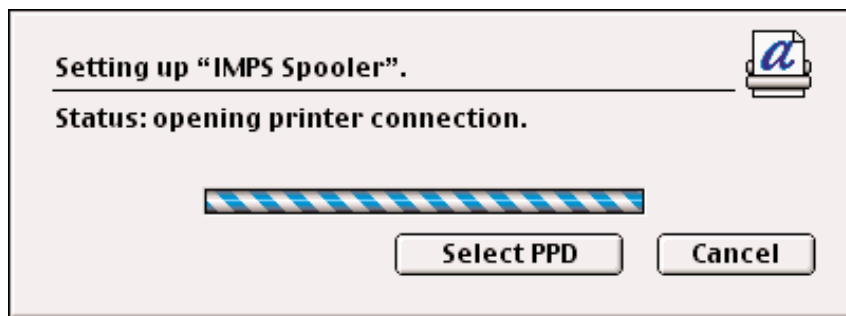 Setting up “IMPS Spooler”.
a
Status: opening printer connection.
Select PPD
Cancel